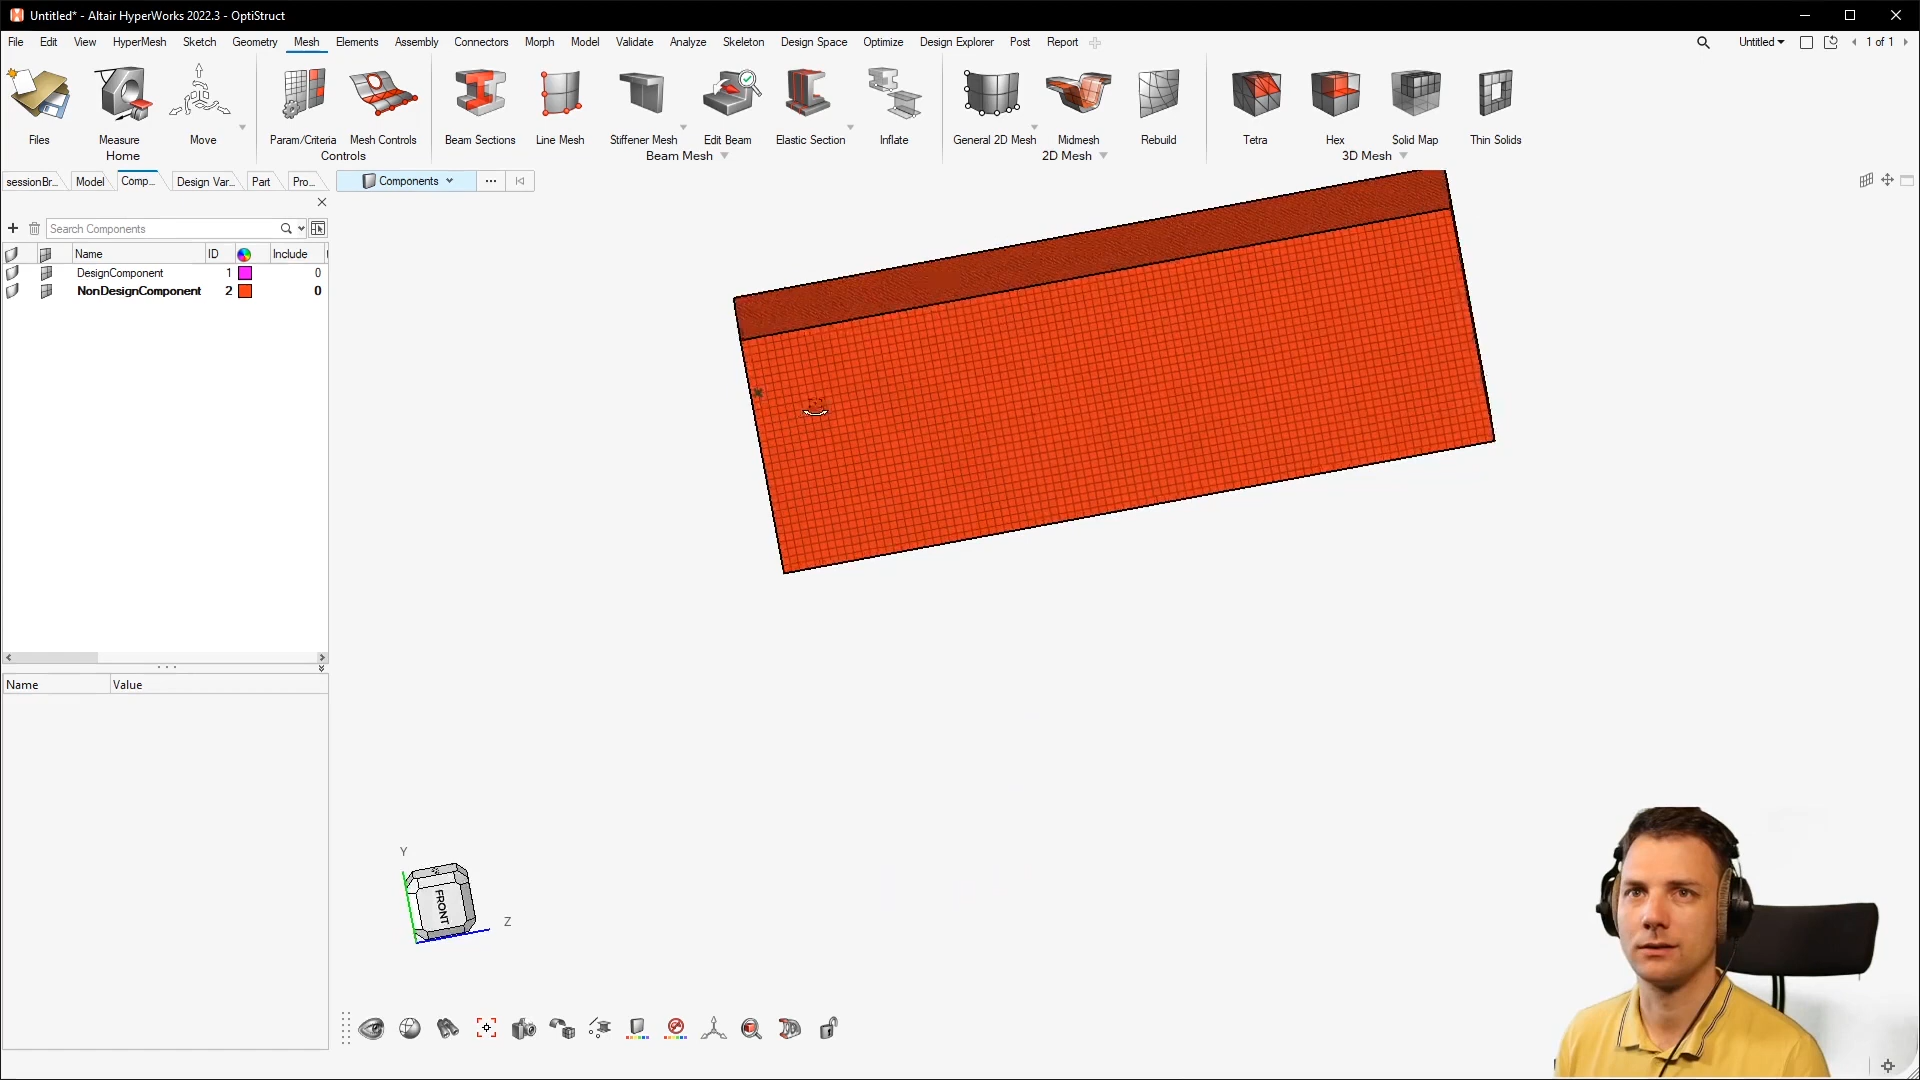 Untitled* - Altair HyperWorks 2022.3 - OptiStruct
File Edit View HyperMesh Sketch Geometry Mesh Elements Assembly Connectors Morph Model Validate Analyze Skeleton Design Space Optimize Design Explorer Post Report Untitled 1 of 1
Files Measure Move Param/Criteria Mesh Controls Beam Sections Line Mesh Stiffener Mesh Edit Beam Elastic Section Inflate General 2D Mesh Midmesh Rebuild Tetra Hex Solid Map Thin Solids
Home Controls Beam Mesh 2D Mesh 3D Mesh
sessionBr... Model Comp... Design Var... Part Pro... Components ...
Search Components
Name ID Include
DesignComponent 1 0
NonDesignComponent 2 0
Name Value
Y
FRONT
Z